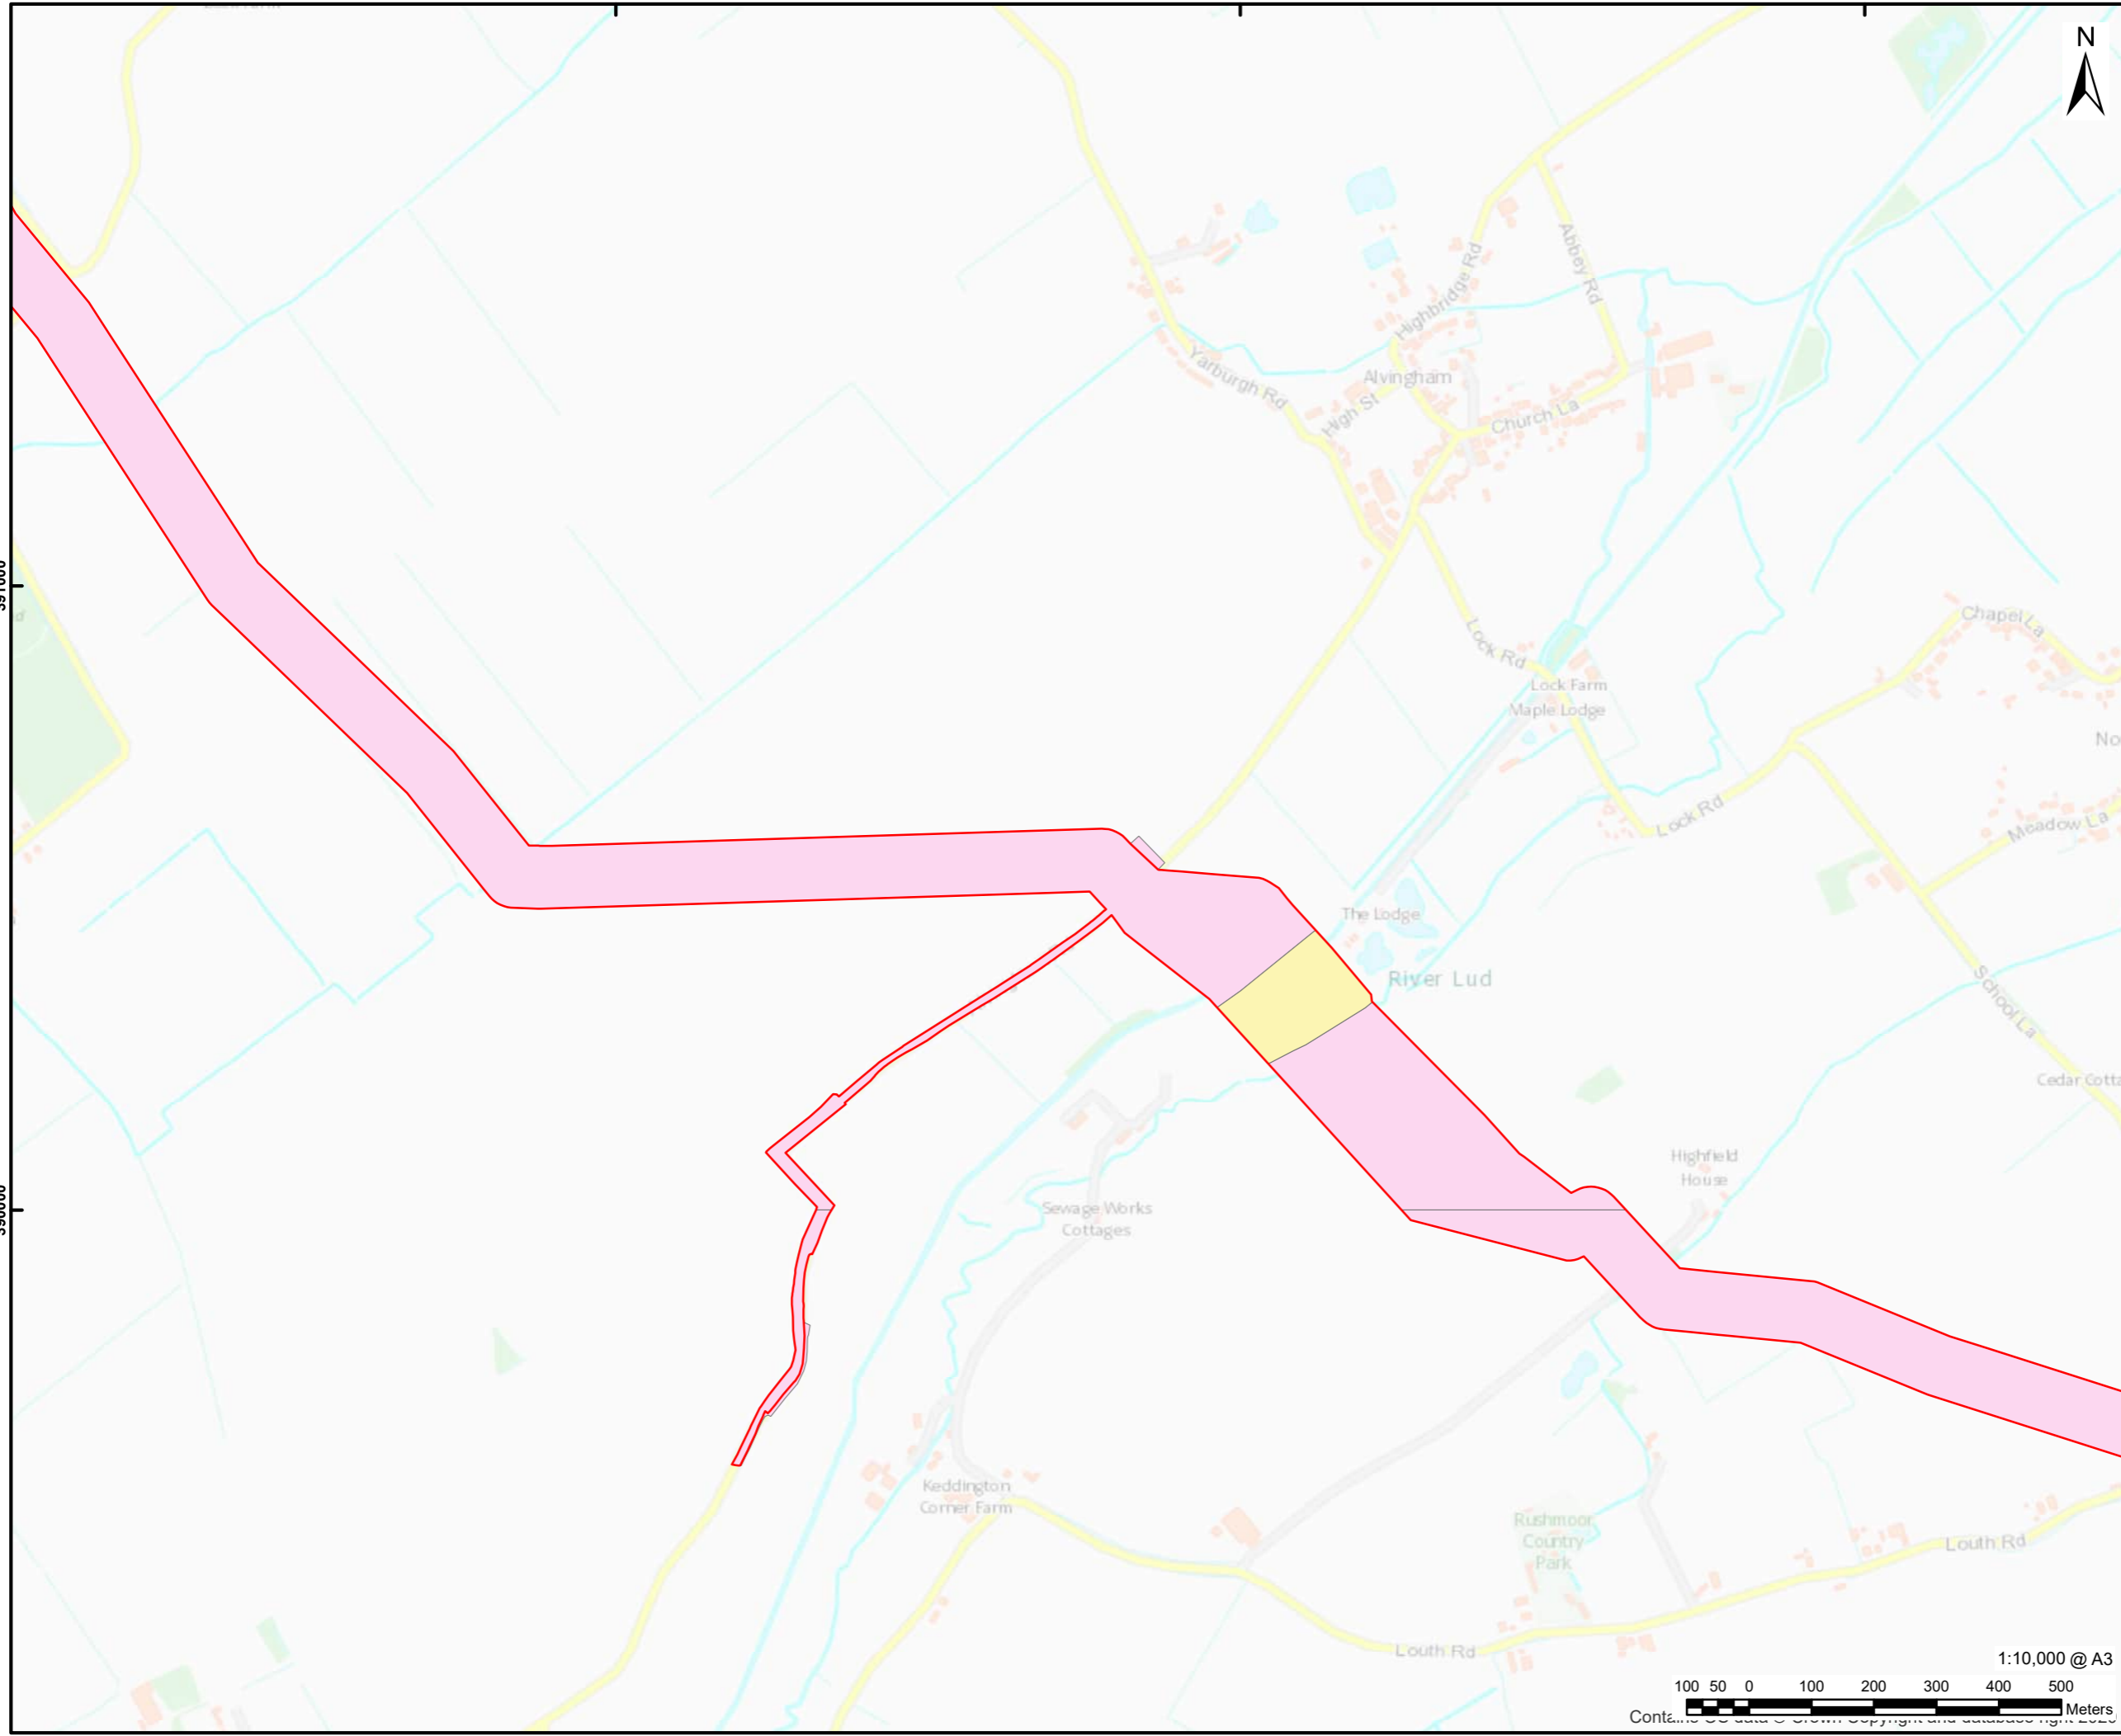 N
Abbey Rd
Highbridge Rd
Yarburgh Rd
Alvingham
High St
Church La
Chapel La
Lock Rd
Lock Farm
Maple Lodge
No
Lock Rd
Meadow La
The Lodge
River Lud
School La
Cedar Cotta
Highfield
House
Sewage Works
Cottages
Keddington
Corner Farm
Rushmoor
Country
Park
Louth Rd
Louth Rd
1:10,000 @ A3
100 50 0 100 200 300 400 500
Meters